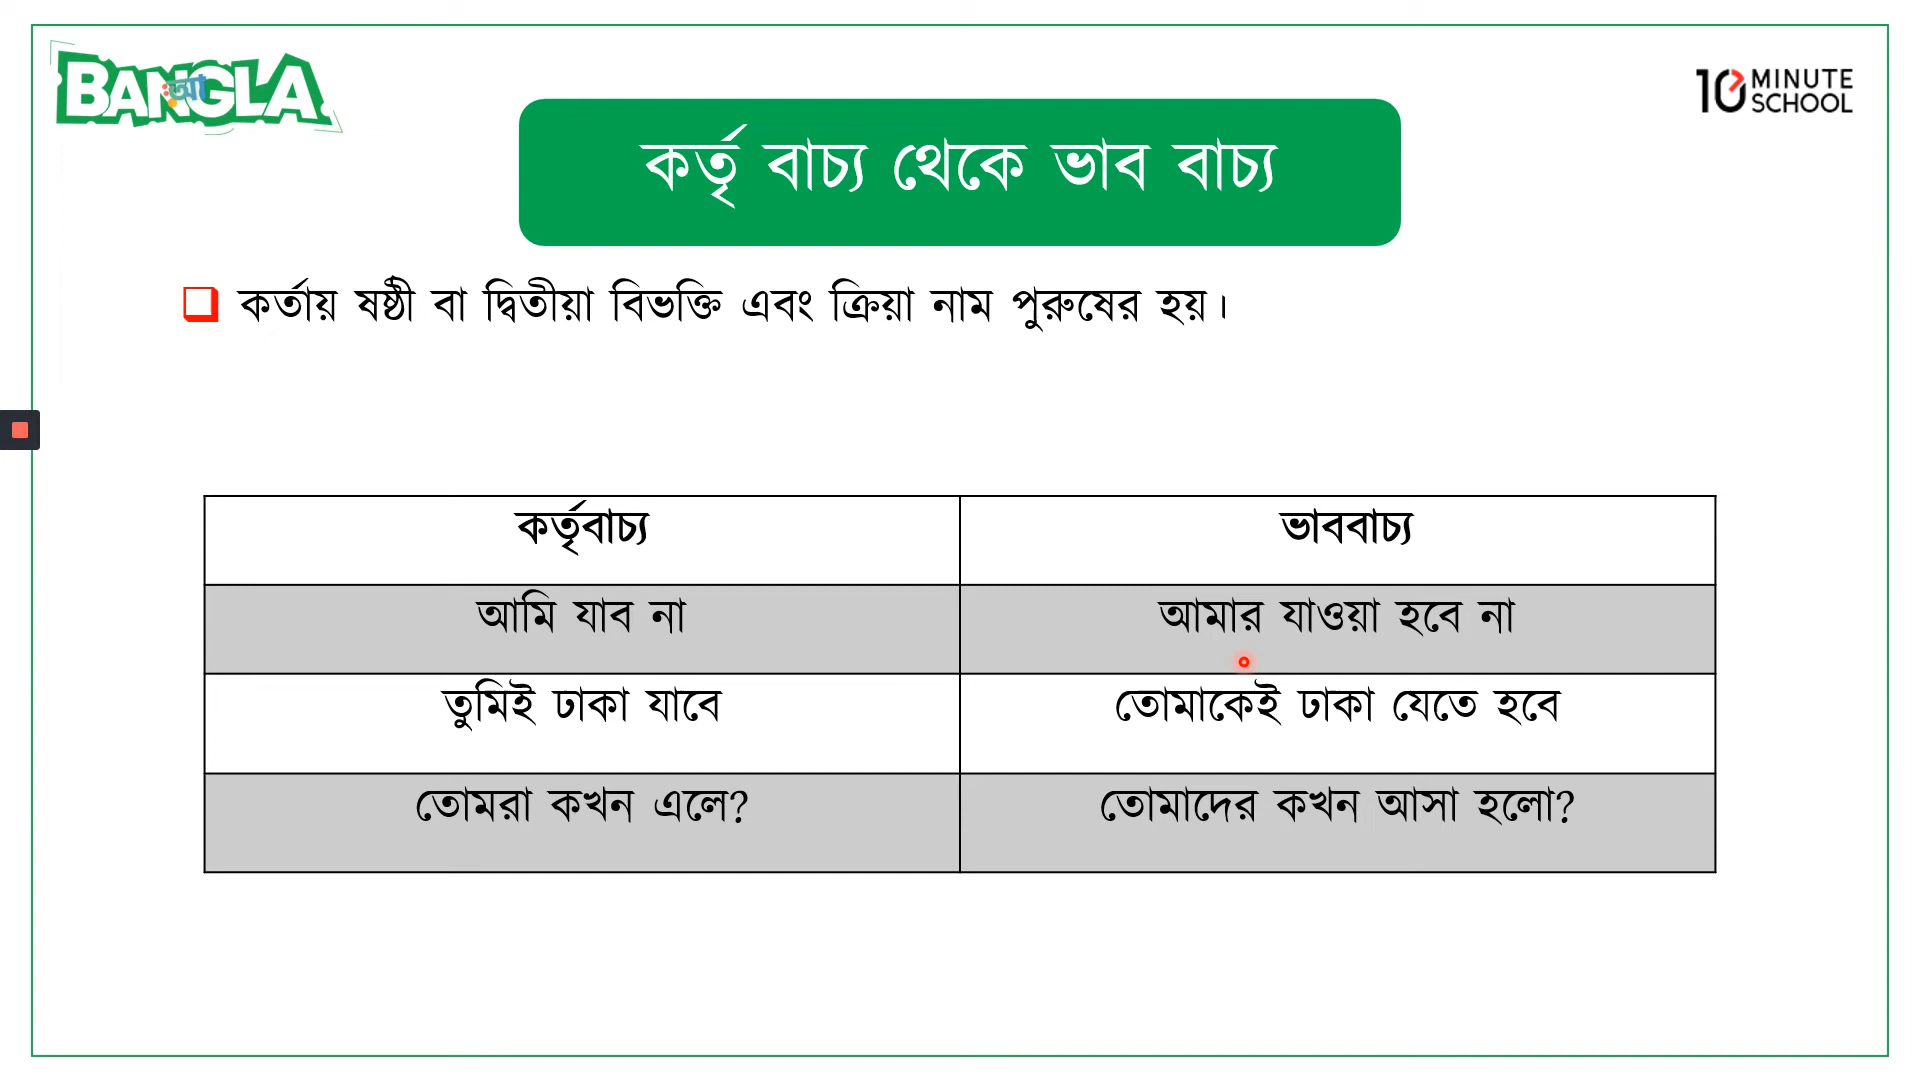 BANGLA
আ
10 MINUTE SCHOOL
কর্তৃ বাচ্য থেকে ভাব বাচ্য
কর্তায় ষষ্ঠী বা দ্বিতীয়া বিভক্তি এবং ক্রিয়া নাম পুরুষের হয়।
কর্তৃবাচ্য ভাববাচ্য
আমি যাব না আমার যাওয়া হবে না
তুমিই ঢাকা যাবে তোমাকেই ঢাকা যেতে হবে
তোমরা কখন এলে? তোমাদের কখন আসা হলো?